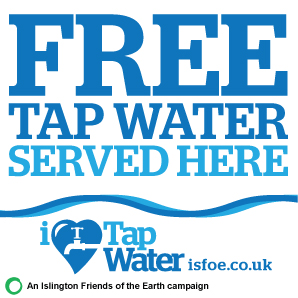 FREE
TAP WATER
SERVED HERE
i Tap
Water isfoe.co.uk
An Islington Friends of the Earth campaign